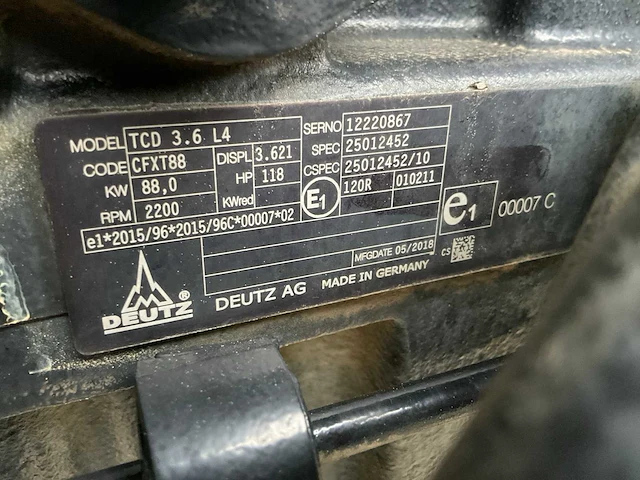 MODEL TCD 3.6 L4 SERNO 12220867
CODE CFXT88 DISPL 3.621 SPEC 25012452
KW 88,0 HP 118 CSPEC 25012452/10
RPM 2200 KWred E1 120R 010211 e1 00007 C
e1*2015/96*2015/96C*00007*02
MFGDATE 05/2018 CS
DEUTZ ® DEUTZ AG MADE IN GERMANY